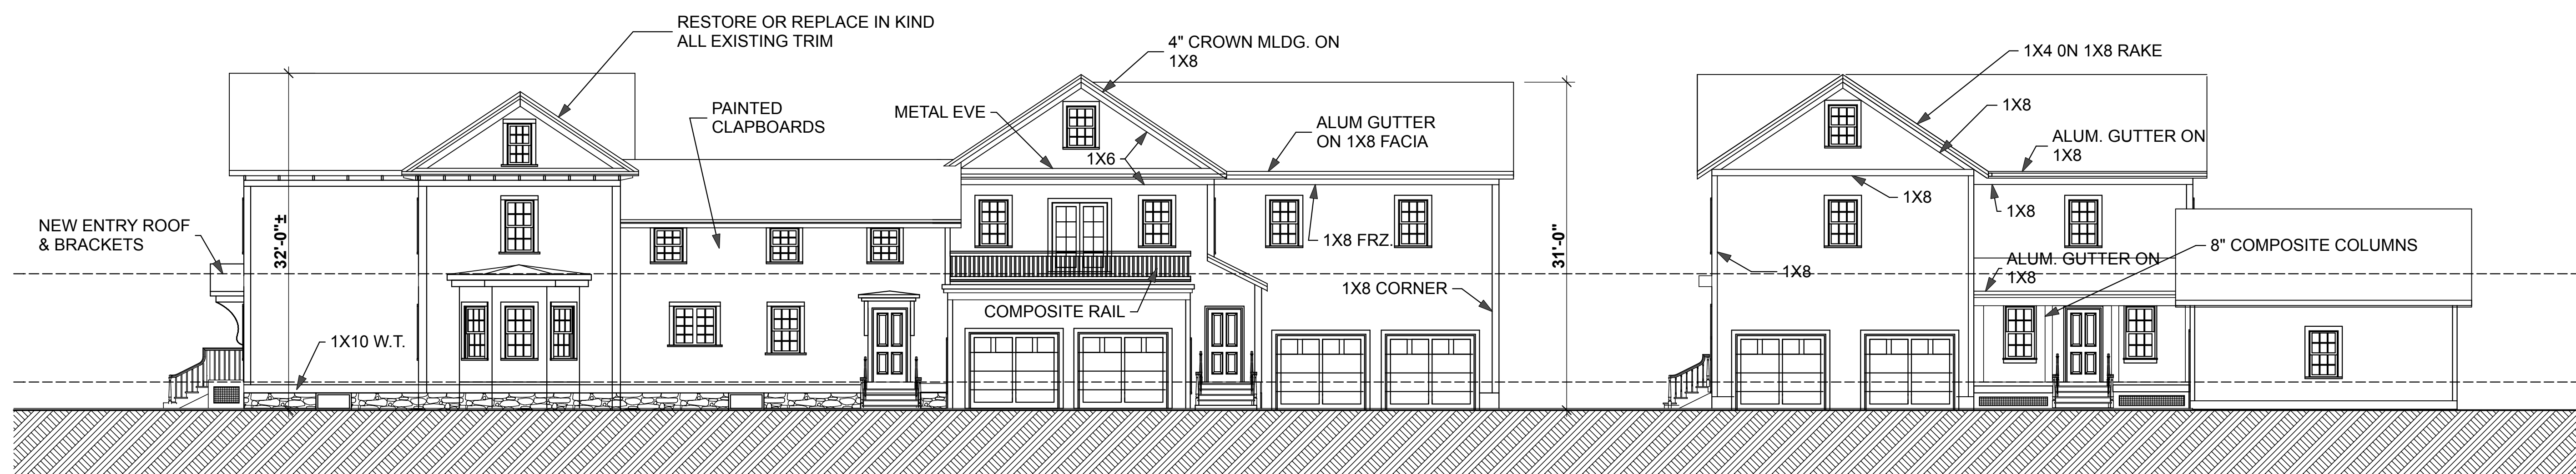 RESTORE OR REPLACE IN KIND
ALL EXISTING TRIM
4" CROWN MLDG. ON
1X8
1X4 0N 1X8 RAKE
PAINTED
CLAPBOARDS
METAL EVE
1X6
ALUM GUTTER
ON 1X8 FACIA
1X8
ALUM. GUTTER ON
1X8
NEW ENTRY ROOF
& BRACKETS
32'-0"±
1X8 FRZ.
31'-0"
1X8
1X8
8" COMPOSITE COLUMNS
ALUM. GUTTER ON
1X8
1X8
1X8 CORNER
COMPOSITE RAIL
1X10 W.T.